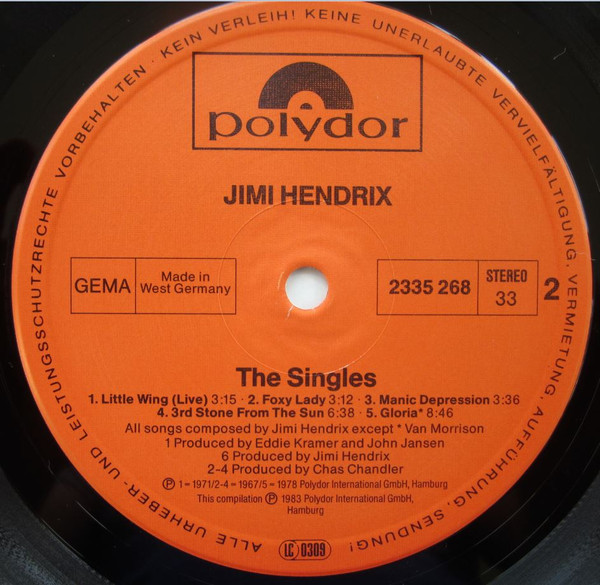 ALLE URHEBER- UND LEISTUNGSSCHUTZRECHTE VORBEHALTEN · KEIN VERLEIH! KEINE UNERLAUBTE VERVIELFÄLTIGUNG, VERMIETUNG, AUFFÜHRUNG, SENDUNG!
polydor
JIMI HENDRIX
GEMA
Made in
West Germany
2335 268
STEREO
33
2
The Singles
1. Little Wing (Live) 3:15 · 2. Foxy Lady 3:12 · 3. Manic Depression 3:36
4. 3rd Stone From The Sun 6:38 · 5. Gloria* 8:46
All songs composed by Jimi Hendrix except * Van Morrison
1 Produced by Eddie Kramer and John Jansen
6 Produced by Jimi Hendrix
2-4 Produced by Chas Chandler
Ⓟ 1 = 1971/2-4 = 1967/5 = 1978 Polydor International GmbH, Hamburg
This compilation Ⓟ 1983 Polydor International GmbH,
Hamburg
LC 0309